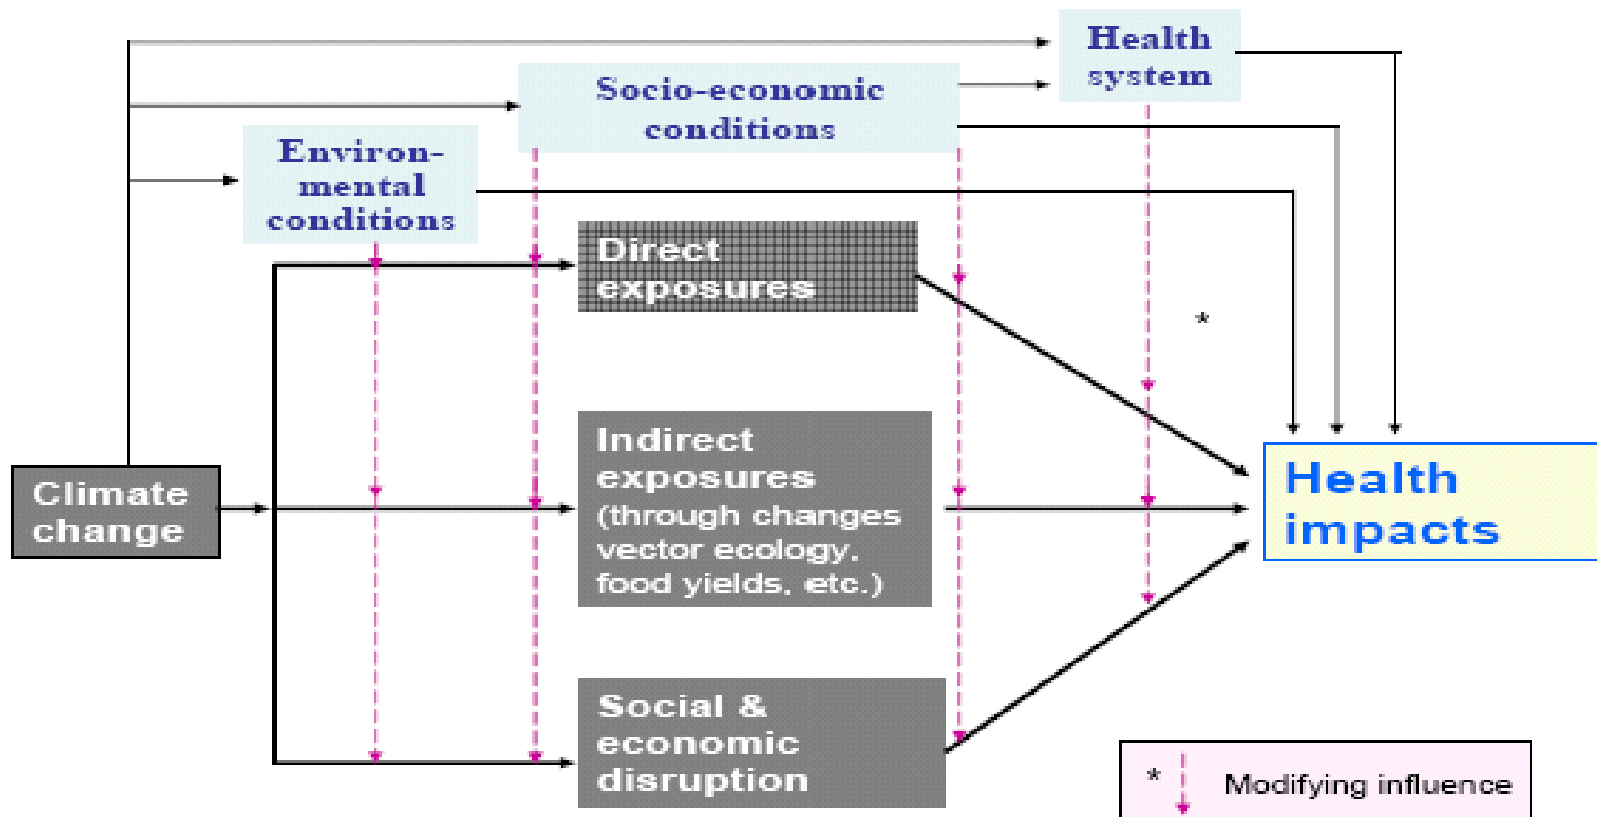 Health
system
Socio-economic
conditions
Environ-
mental
conditions
Direct
exposures
*
Indirect
exposures
(through changes
vector ecology,
food yields, etc.)
Climate
change
Health
impacts
Social &
economic
disruption
* Modifying influence